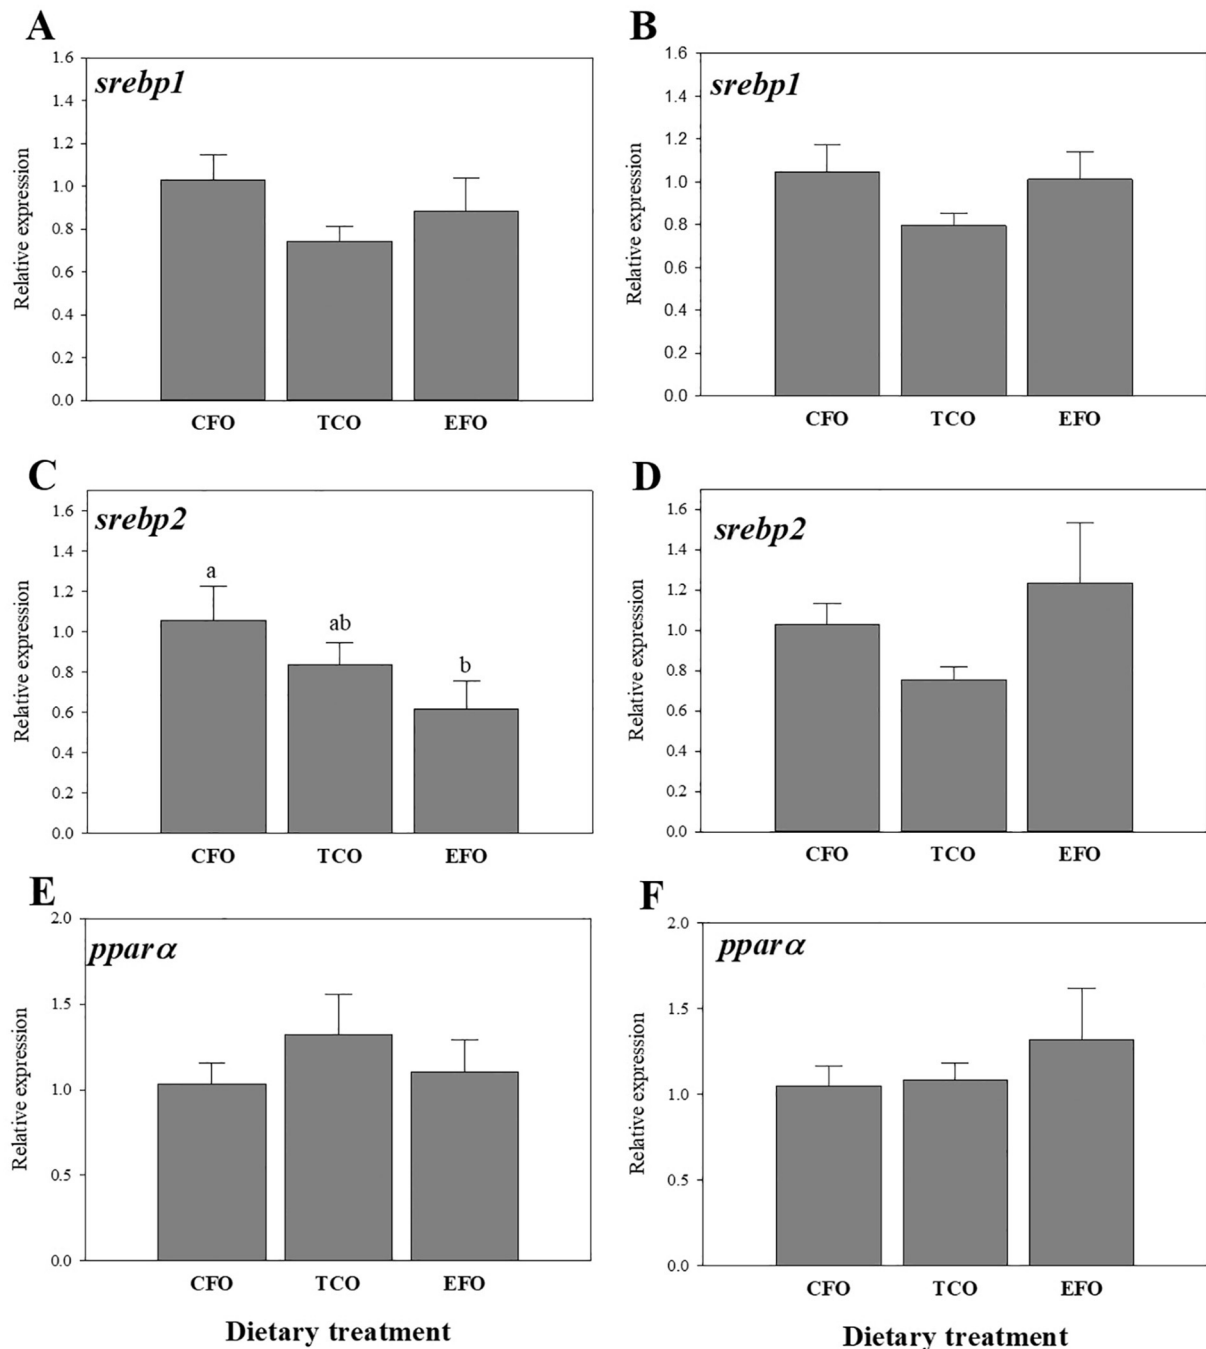 A
srebp1
Relative expression
1.6
1.4
1.2
1.0
0.8
0.6
0.4
0.2
0.0
CFO TCO EFO
B
srebp1
Relative expression
1.6
1.4
1.2
1.0
0.8
0.6
0.4
0.2
0.0
CFO TCO EFO
C
srebp2
Relative expression
1.6
1.4
1.2
1.0
0.8
0.6
0.4
0.2
0.0
a
ab
b
CFO TCO EFO
D
srebp2
Relative expression
1.6
1.4
1.2
1.0
0.8
0.6
0.4
0.2
0.0
CFO TCO EFO
E
pparα
Relative expression
2.0
1.5
1.0
0.5
0.0
CFO TCO EFO
Dietary treatment
F
pparα
Relative expression
2.0
1.5
1.0
0.5
0.0
CFO TCO EFO
Dietary treatment